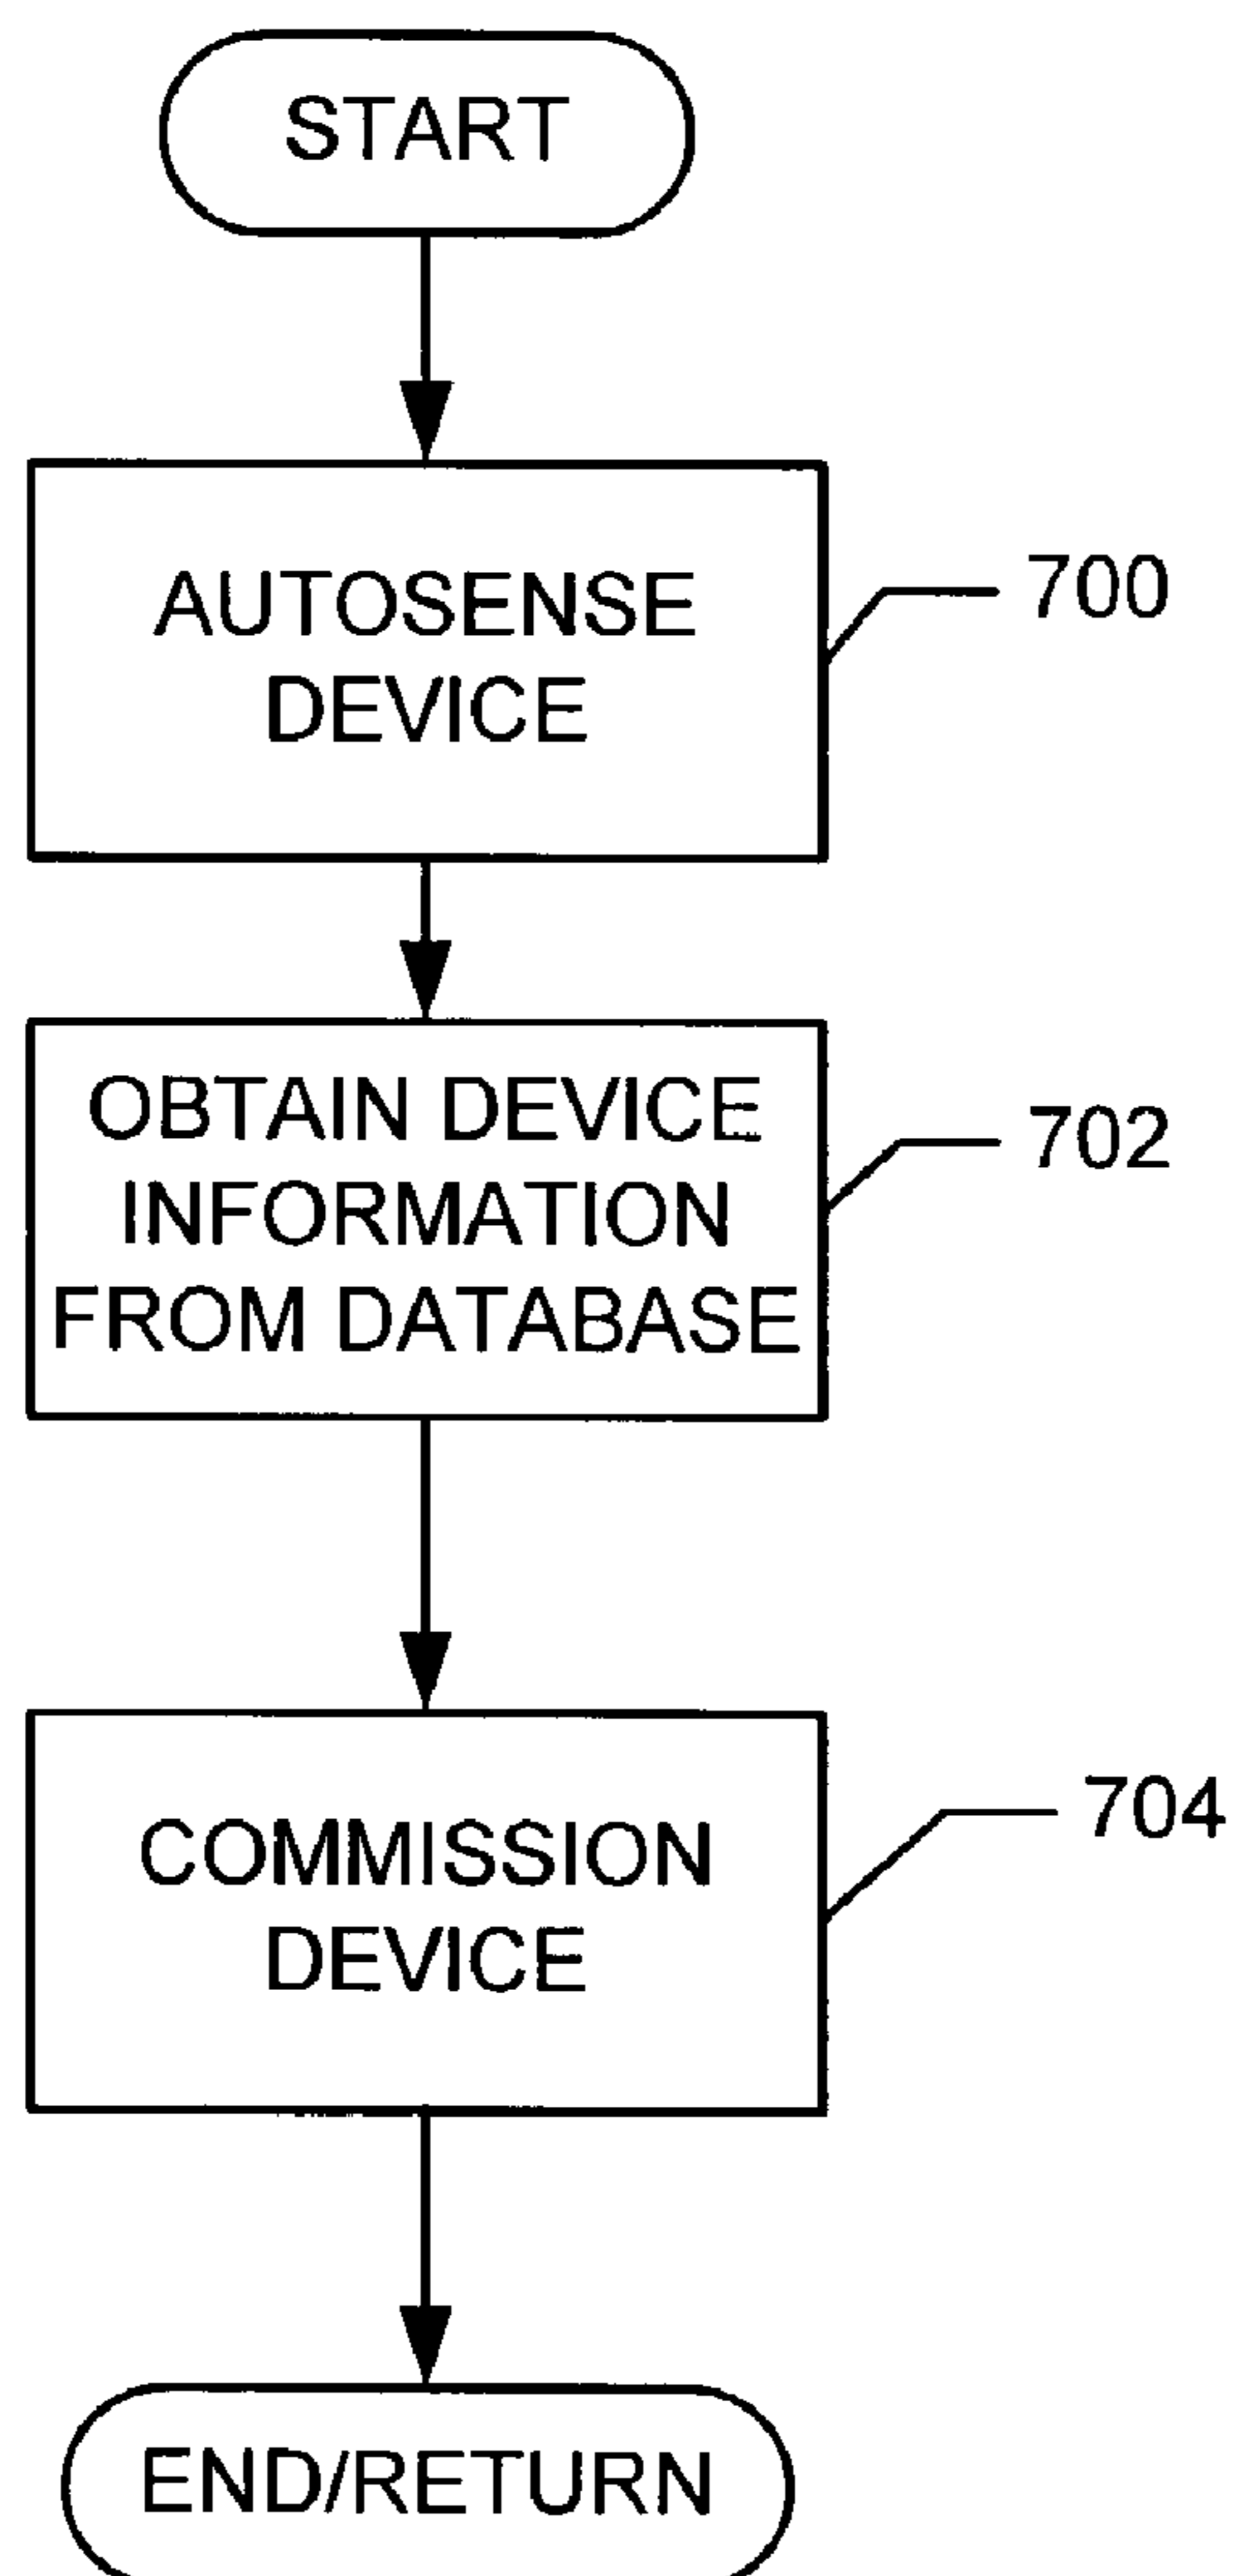 START
AUTOSENSE
DEVICE
700
OBTAIN DEVICE
INFORMATION
FROM DATABASE
702
COMMISSION
DEVICE
704
END/RETURN